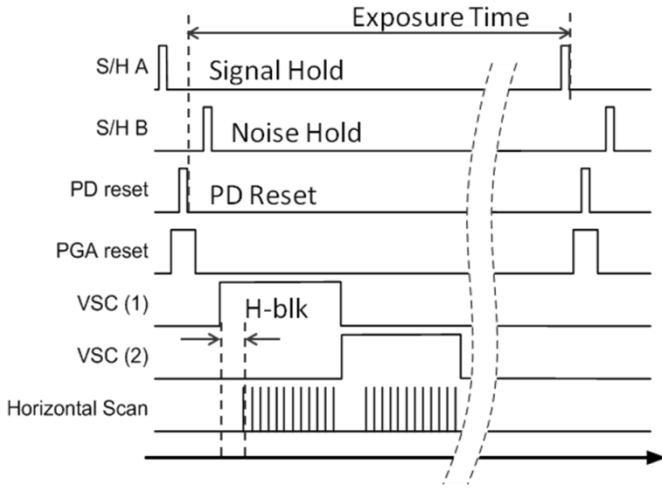 Exposure Time
S/H A
Signal Hold
S/H B
Noise Hold
PD reset
PD Reset
PGA reset
VSC (1)
H-blk
VSC (2)
Horizontal Scan